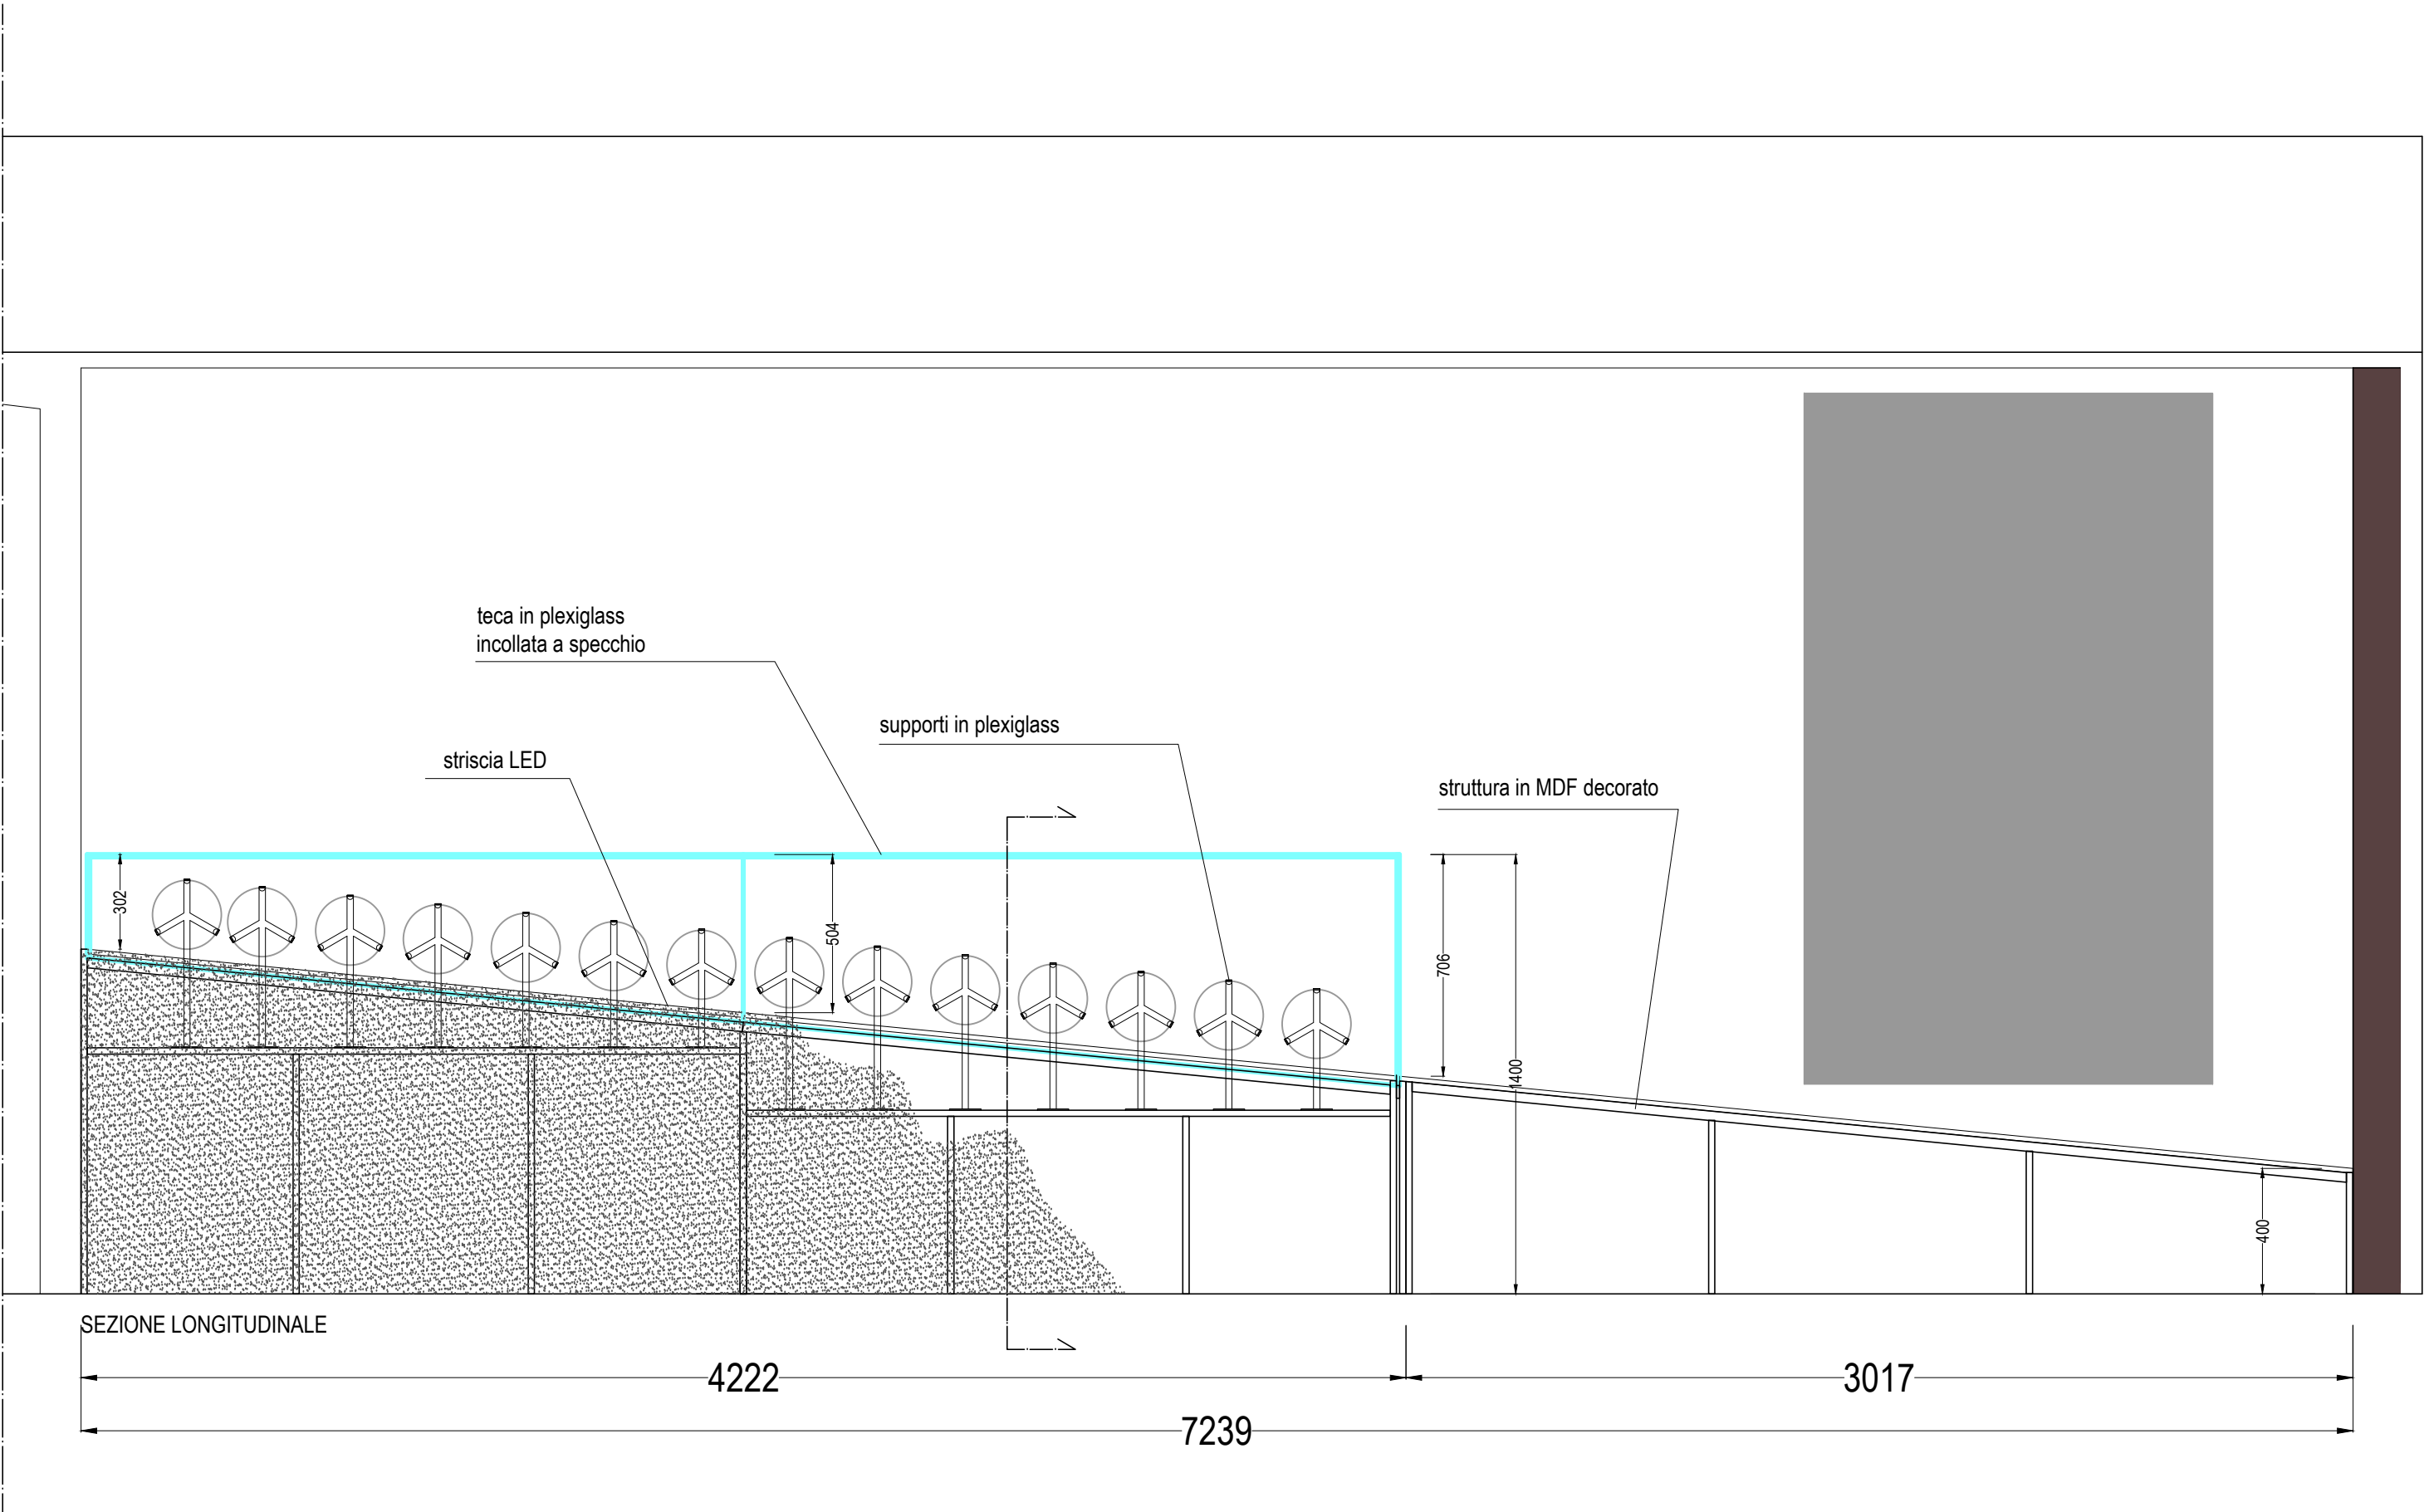 teca in plexiglass
incollata a specchio
supporti in plexiglass
striscia LED
struttura in MDF decorato
302
504
706
1400
400
SEZIONE LONGITUDINALE
4222
3017
7239